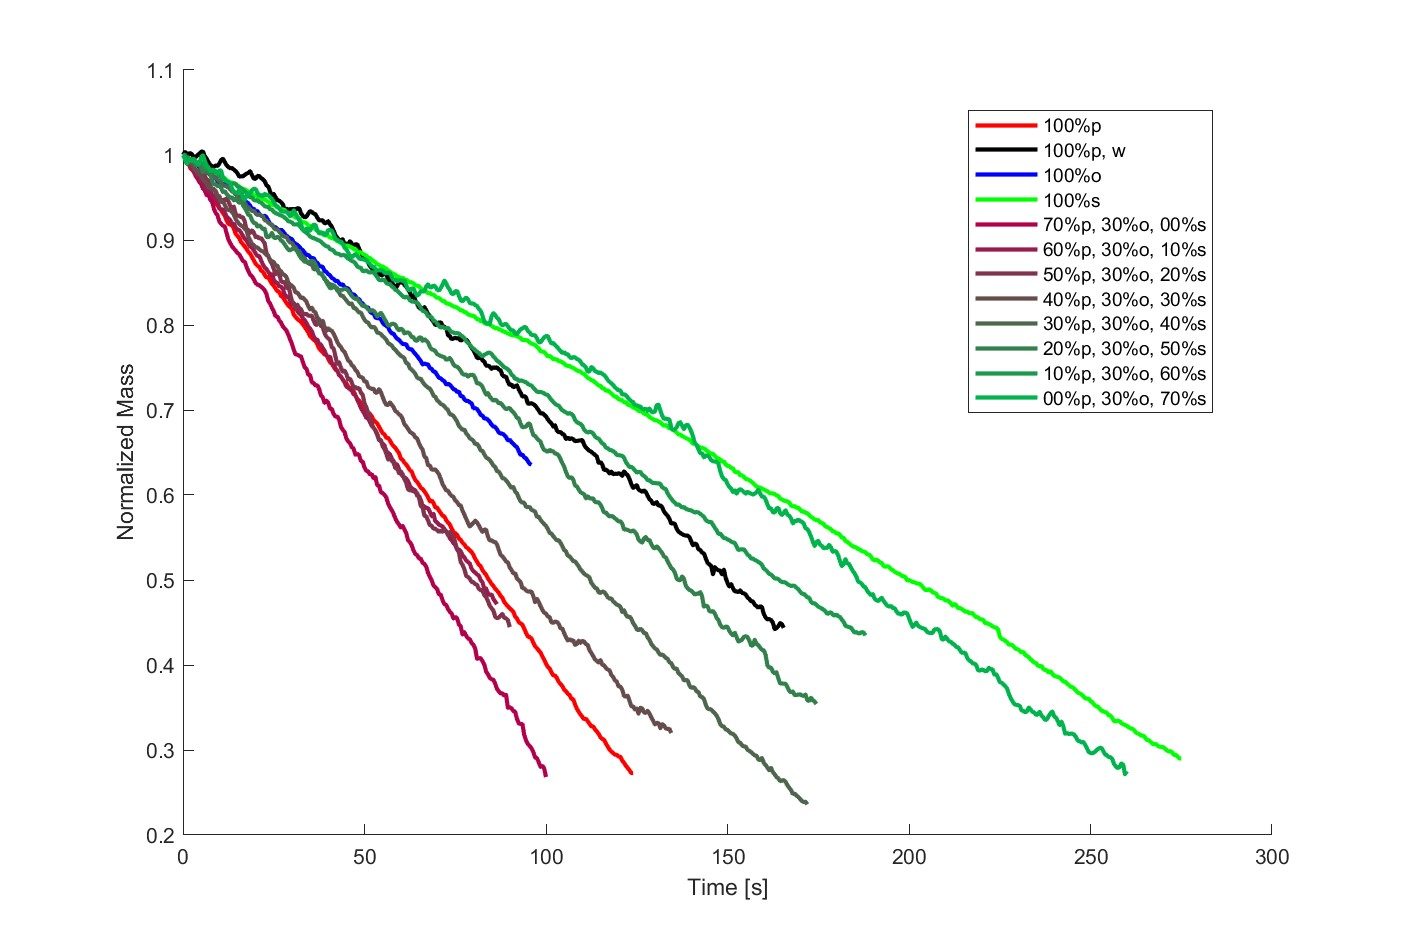 1.1
1
0.9
0.8
0.7
0.6
0.5
0.4
0.3
0.2
Normalized Mass
0 50 100 150 200 250 300
Time [s]
100%p
100%p, w
100%o
100%s
70%p, 30%o, 00%s
60%p, 30%o, 10%s
50%p, 30%o, 20%s
40%p, 30%o, 30%s
30%p, 30%o, 40%s
20%p, 30%o, 50%s
10%p, 30%o, 60%s
00%p, 30%o, 70%s